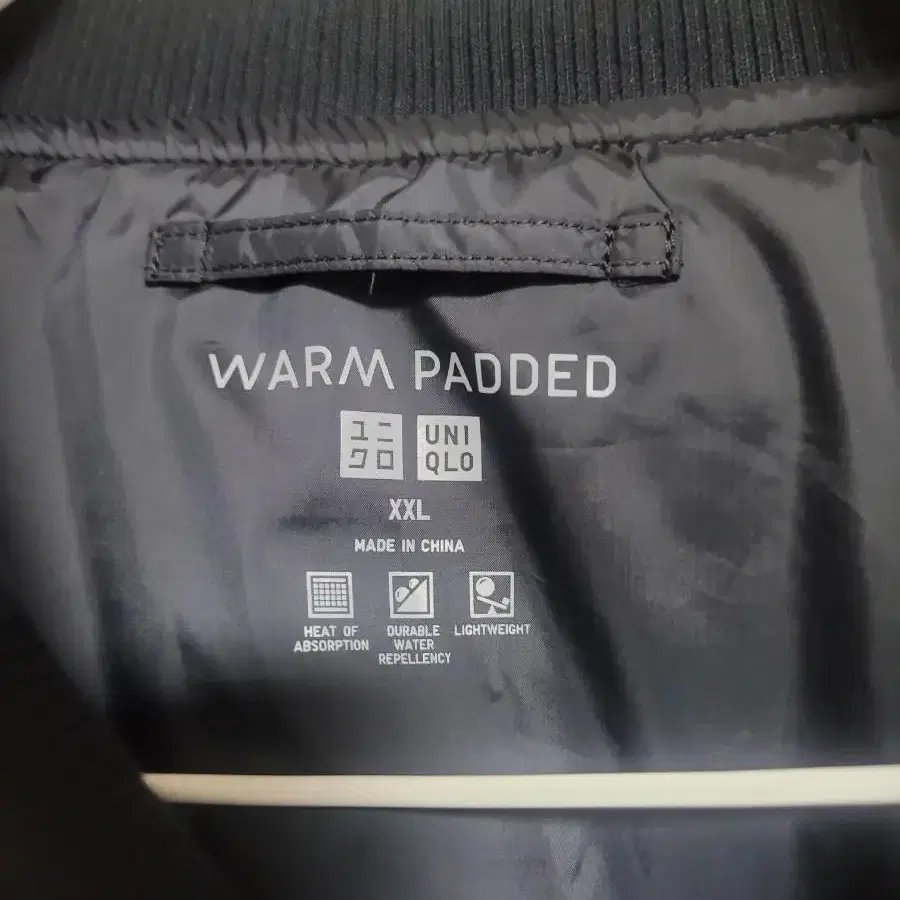 WARM PADDED
ユニ
クロ
UNI
QLO
XXL
MADE IN CHINA
HEAT OF
ABSORPTION
DURABLE
WATER
REPELLENCY
LIGHTWEIGHT